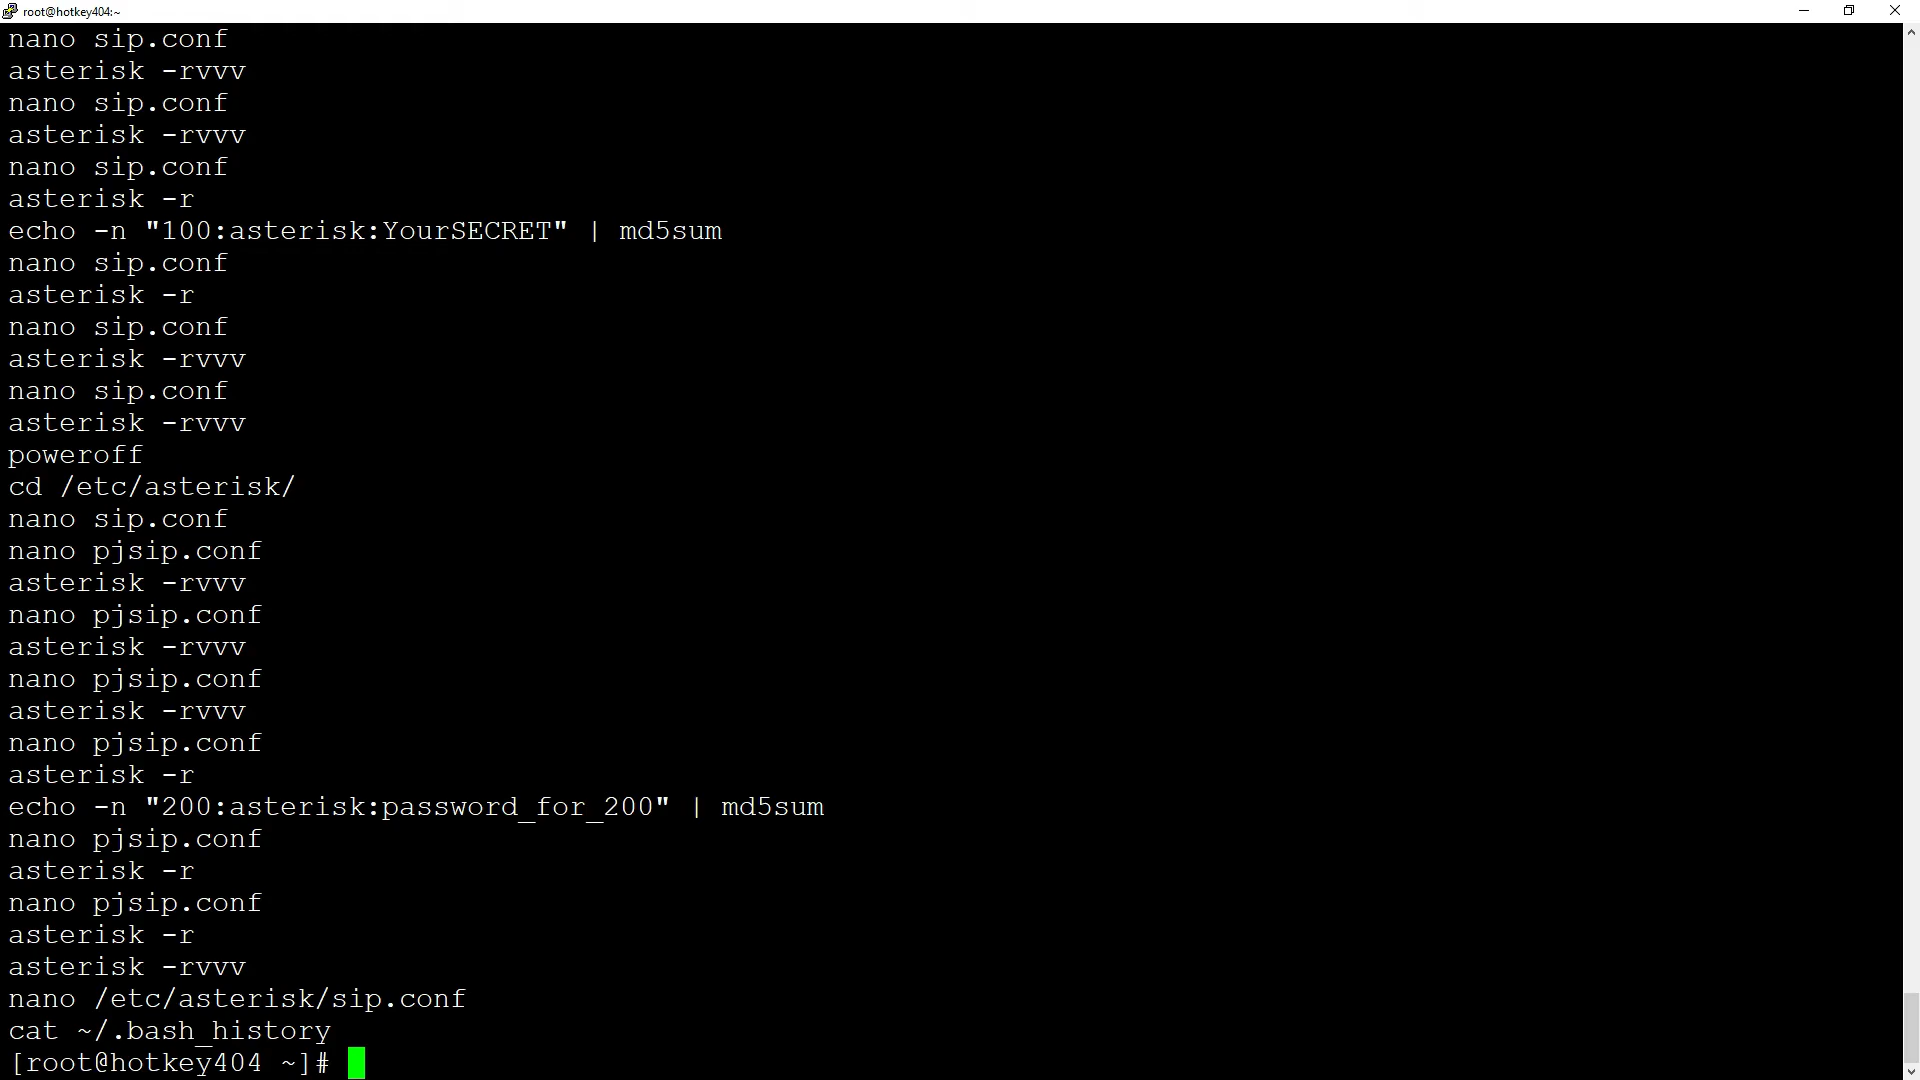 root@hotkey404:~
nano sip.conf
asterisk -rvvv
nano sip.conf
asterisk -rvvv
nano sip.conf
asterisk -r
echo -n "100:asterisk:YourSECRET" | md5sum
nano sip.conf
asterisk -r
nano sip.conf
asterisk -rvvv
nano sip.conf
asterisk -rvvv
poweroff
cd /etc/asterisk/
nano sip.conf
nano pjsip.conf
asterisk -rvvv
nano pjsip.conf
asterisk -rvvv
nano pjsip.conf
asterisk -rvvv
nano pjsip.conf
asterisk -r
echo -n "200:asterisk:password_for_200" | md5sum
nano pjsip.conf
asterisk -r
nano pjsip.conf
asterisk -r
asterisk -rvvv
nano /etc/asterisk/sip.conf
cat ~/.bash_history
[root@hotkey404 ~]#